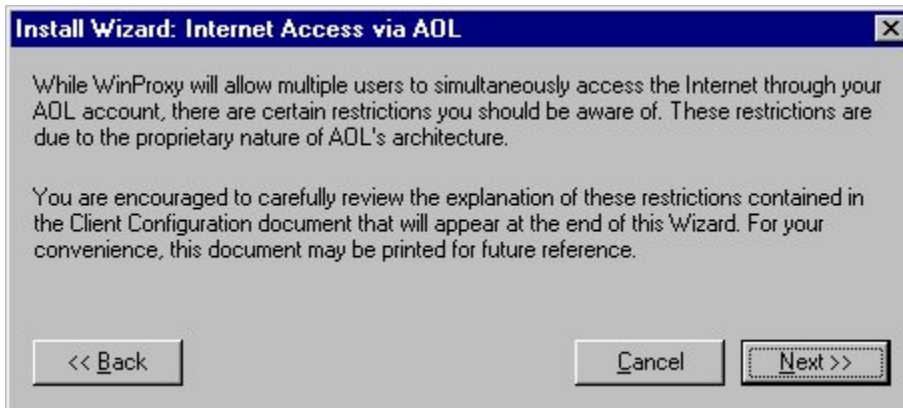 Install Wizard: Internet Access via AOL
While WinProxy will allow multiple users to simultaneously access the Internet through your
AOL account, there are certain restrictions you should be aware of. These restrictions are
due to the proprietary nature of AOL's architecture.
You are encouraged to carefully review the explanation of these restrictions contained in
the Client Configuration document that will appear at the end of this Wizard. For your
convenience, this document may be printed for future reference.
<< Back Cancel Next >>